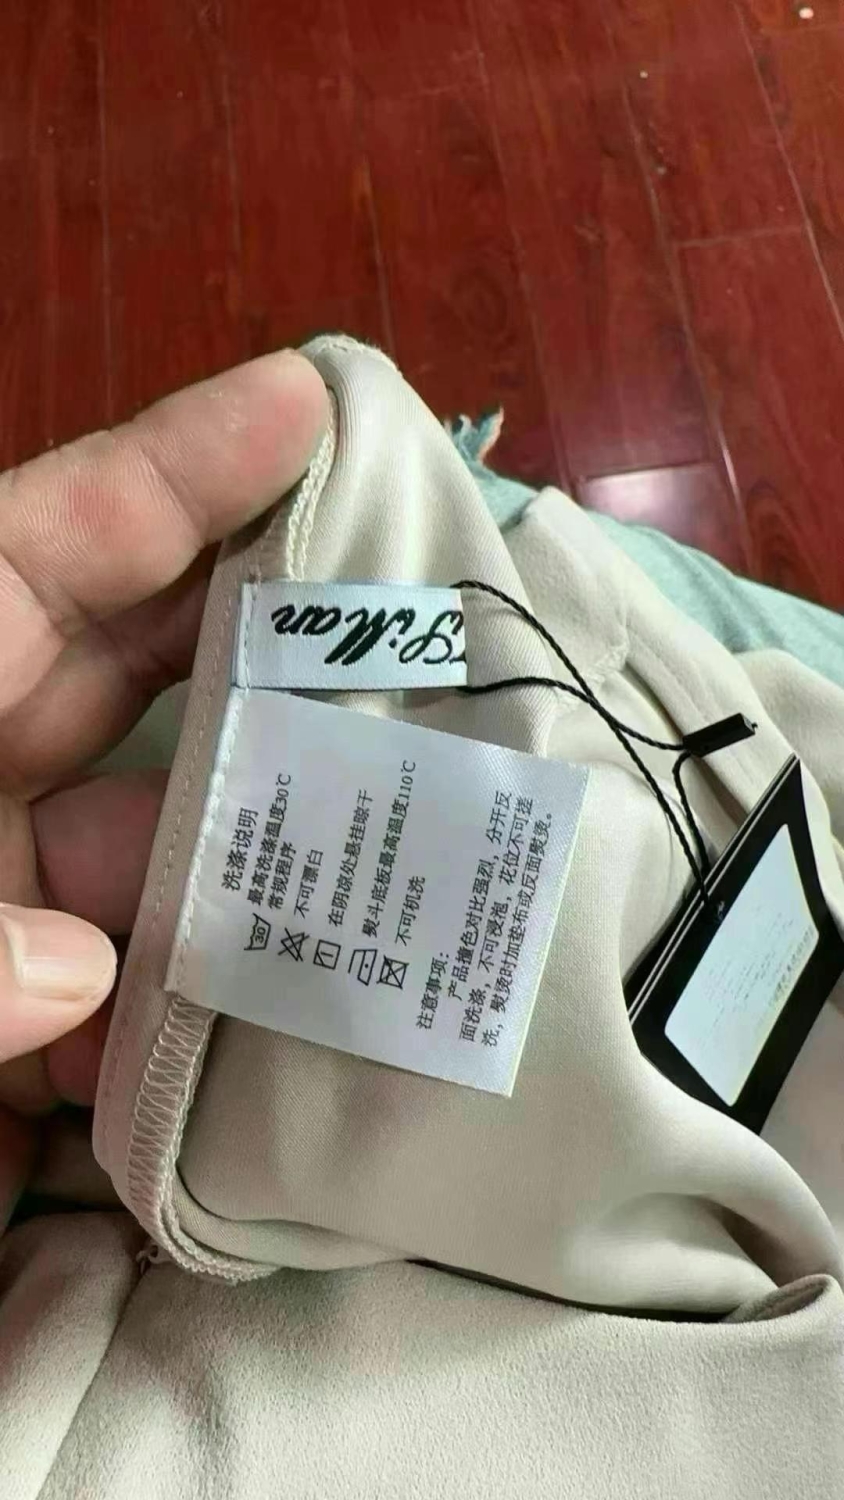 SiMan
洗涤说明
最高洗涤温度30℃
常规程序
30
不可漂白
在阴凉处悬挂晾干
熨斗底板最高温度110℃
不可机洗
注意事项:
产品撞色对比强烈，分开反
面洗涤，不可浸泡，花位不可搓
洗，熨烫时加垫布或反面熨烫。